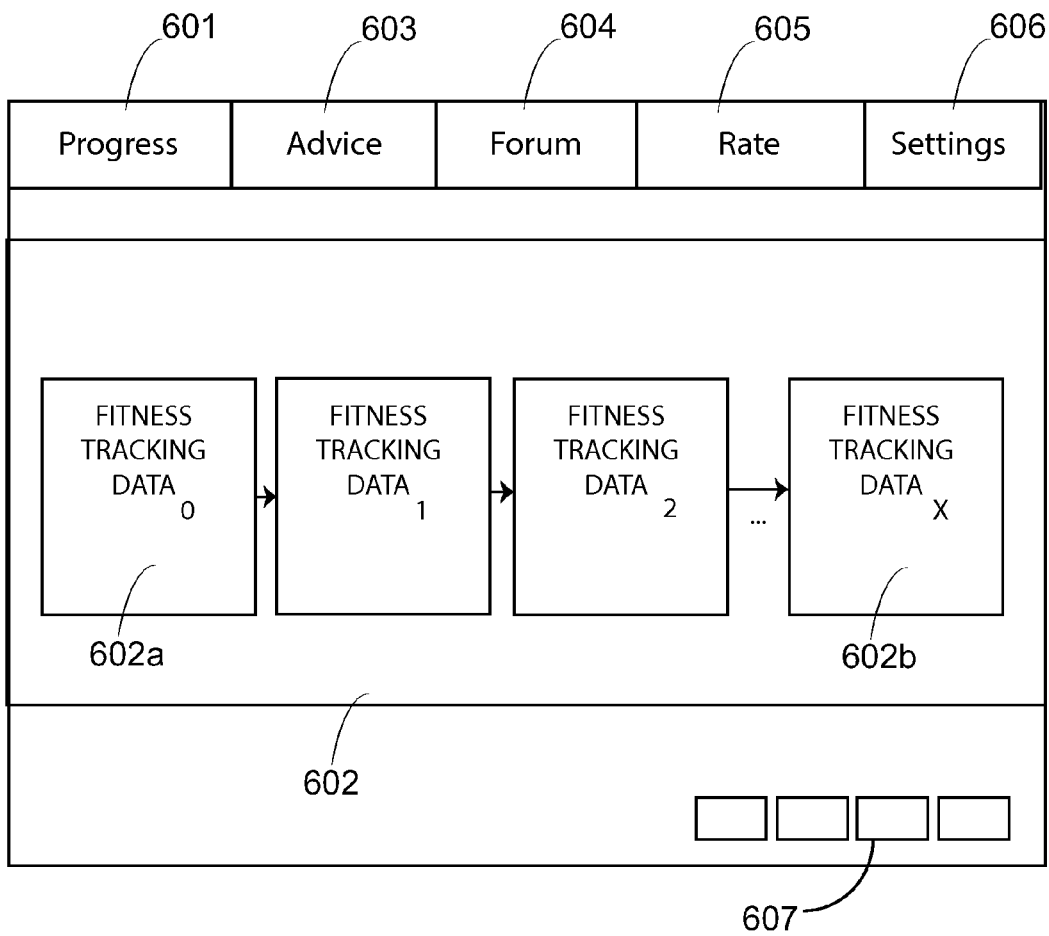 601 603 604 605 606
Progress Advice Forum Rate Settings
FITNESS
TRACKING
DATA 0
FITNESS
TRACKING
DATA 1
FITNESS
TRACKING
DATA 2
...
FITNESS
TRACKING
DATA X
602a 602b
602
607